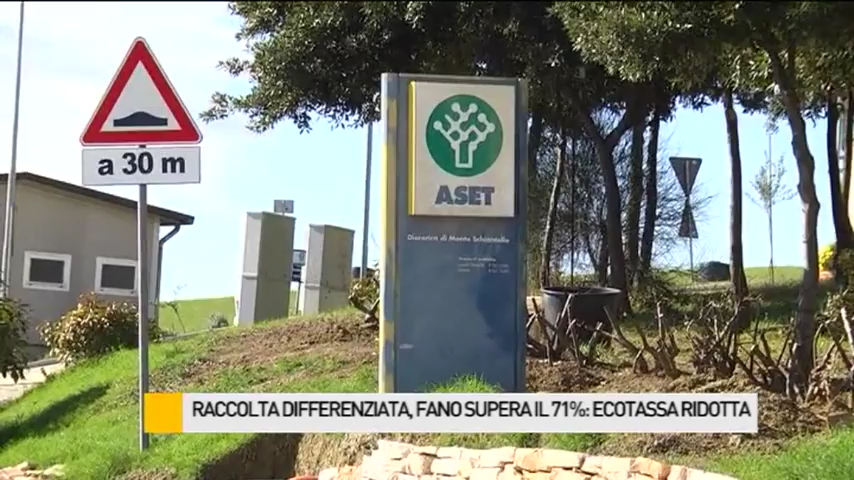 a 30 m
ASET
Discarica di Monte Schiantello
RACCOLTA DIFFERENZIATA, FANO SUPERA IL 71%: ECOTASSA RIDOTTA